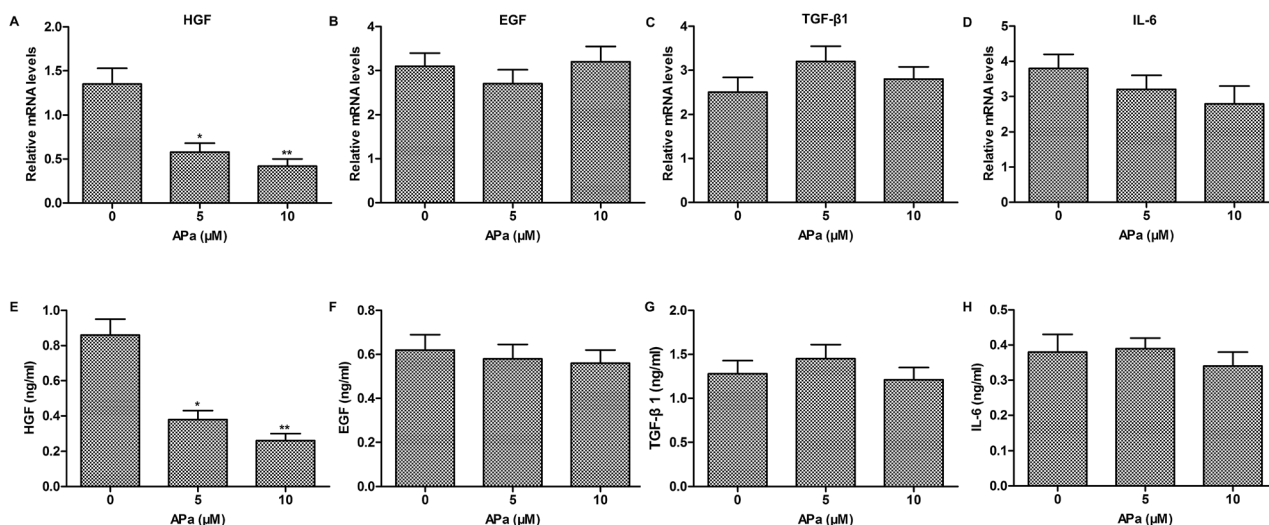 A
HGF
Relative mRNA levels
2.0
1.5
1.0
0.5
0.0
*
**
0 5 10
APa (μM)
B
EGF
Relative mRNA levels
4
3
2
1
0
0 5 10
APa (μM)
C
TGF-β1
Relative mRNA levels
4
3
2
1
0
0 5 10
APa (μM)
D
IL-6
Relative mRNA levels
5
4
3
2
1
0
0 5 10
APa (μM)
E
HGF (ng/ml)
1.0
0.8
0.6
0.4
0.2
0.0
*
**
0 5 10
APa (μM)
F
EGF (ng/ml)
0.8
0.6
0.4
0.2
0.0
0 5 10
APa (μM)
G
TGF-β 1 (ng/ml)
2.0
1.5
1.0
0.5
0.0
0 5 10
APa (μM)
H
IL-6 (ng/ml)
0.5
0.4
0.3
0.2
0.1
0.0
0 5 10
APa (μM)